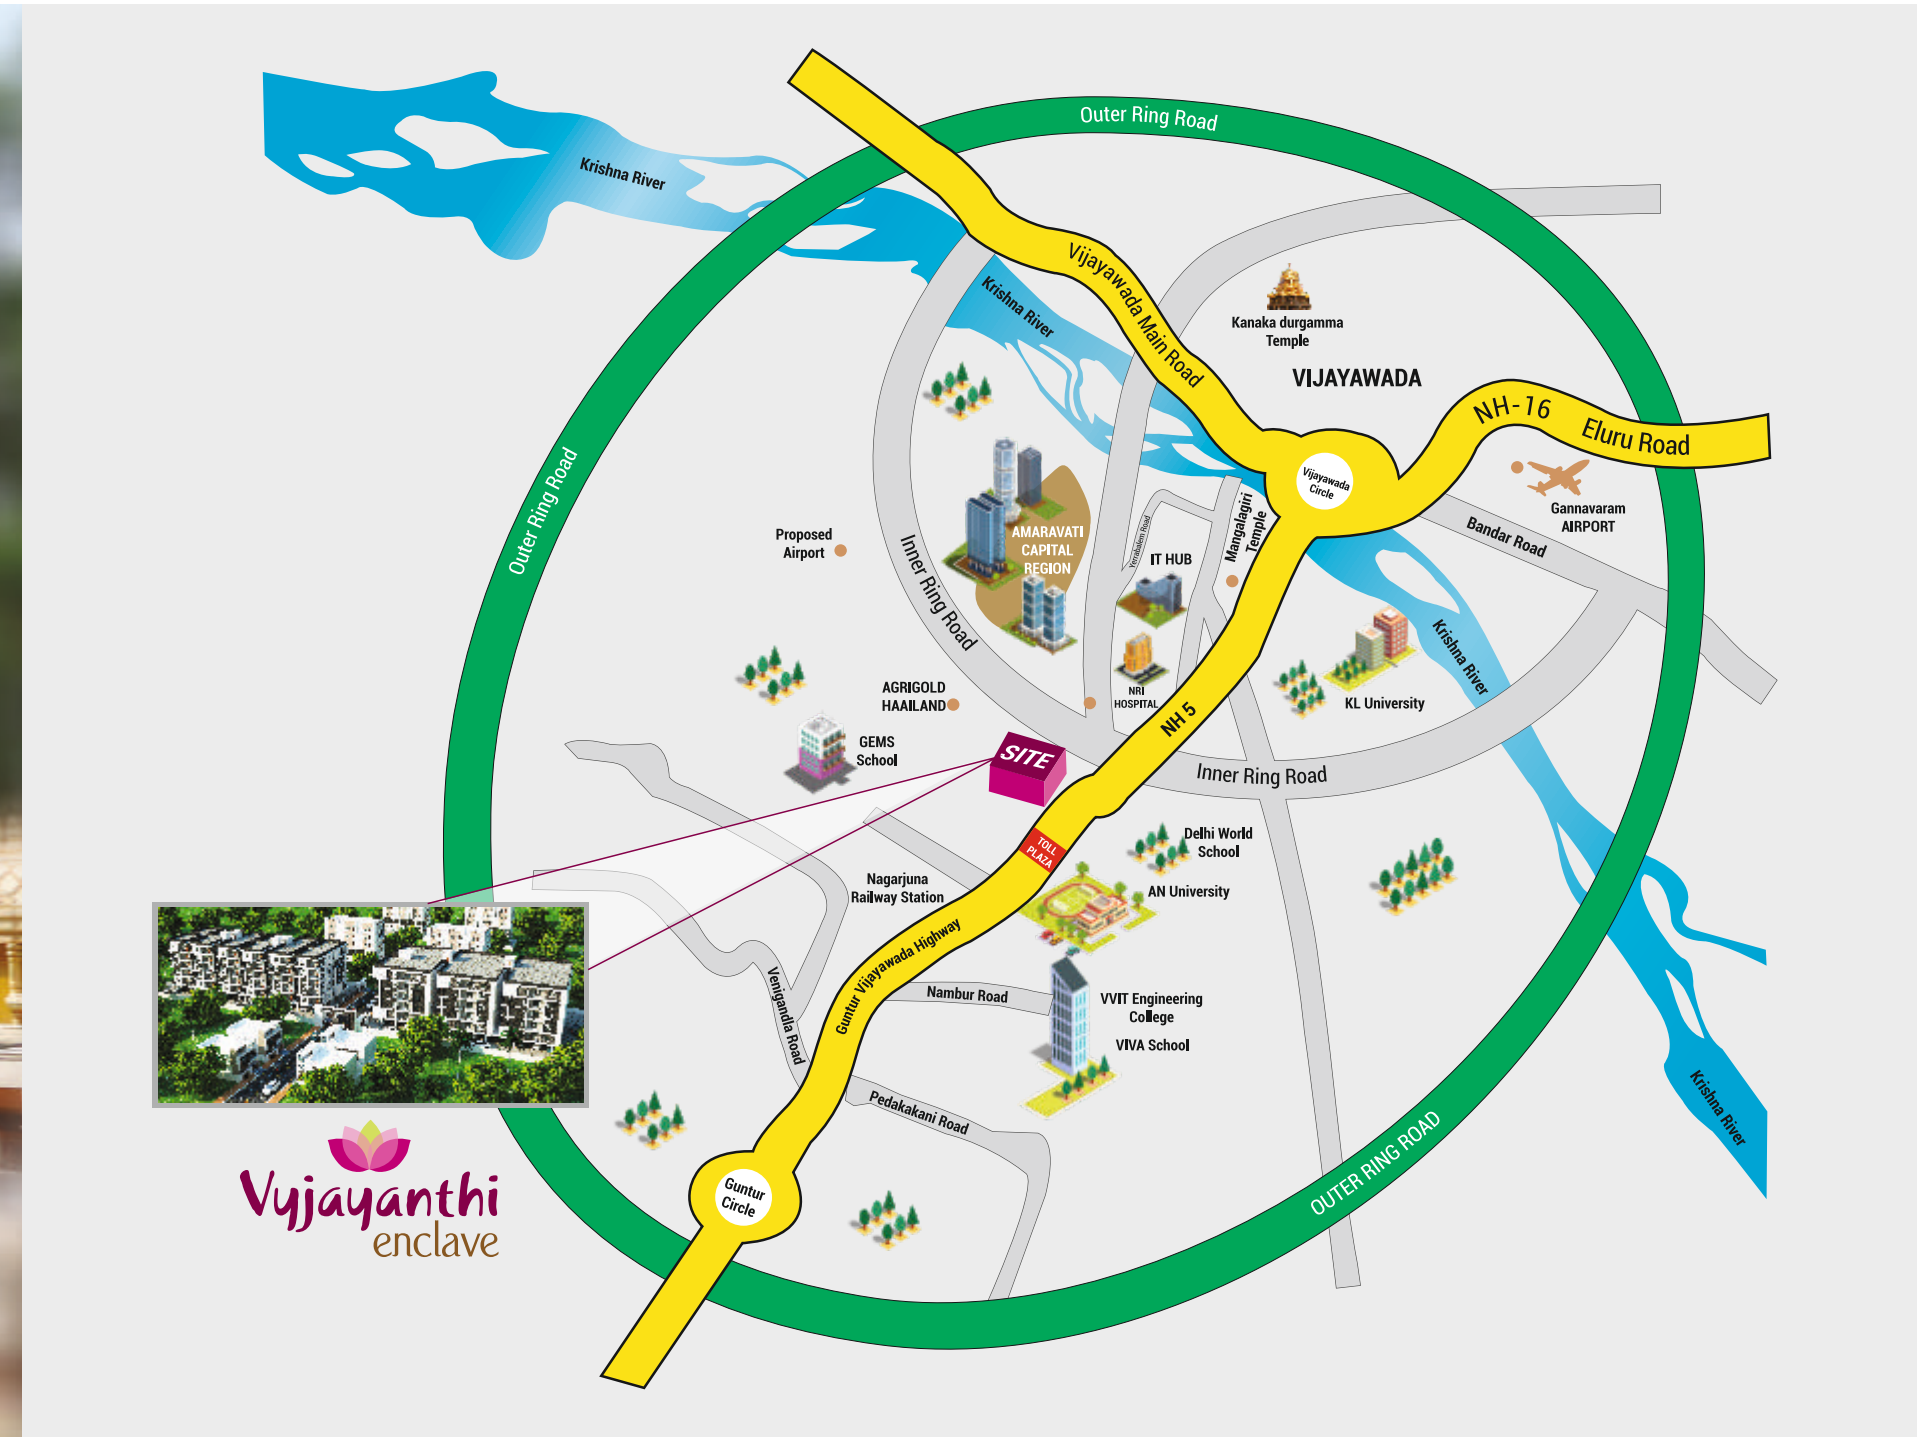 Outer Ring Road
Krishna River
Vijayawada Main Road
Krishna River
Kanaka durgamma
Temple
VIJAYAWADA
NH-16
Eluru Road
Outer Ring Road
Vijayawada
Circle
Gannavaram
AIRPORT
Bandar Road
Mangalagiri
Temple
Yerrabalem Road
Proposed
Airport
AMARAVATI
CAPITAL
REGION
IT HUB
Inner Ring Road
Krishna River
AGRIGOLD
HAAILAND
NRI
HOSPITAL
KL University
NH 5
GEMS
School
SITE
Inner Ring Road
TOLL
PLAZA
Delhi World
School
AN University
Nagarjuna
Railway Station
Guntur Vijayawada Highway
Nambur Road
VVIT Engineering
College
VIVA School
Venigandla Road
Pedakakani Road
Krishna River
OUTER RING ROAD
Guntur
Circle
Vyjayanthi
enclave